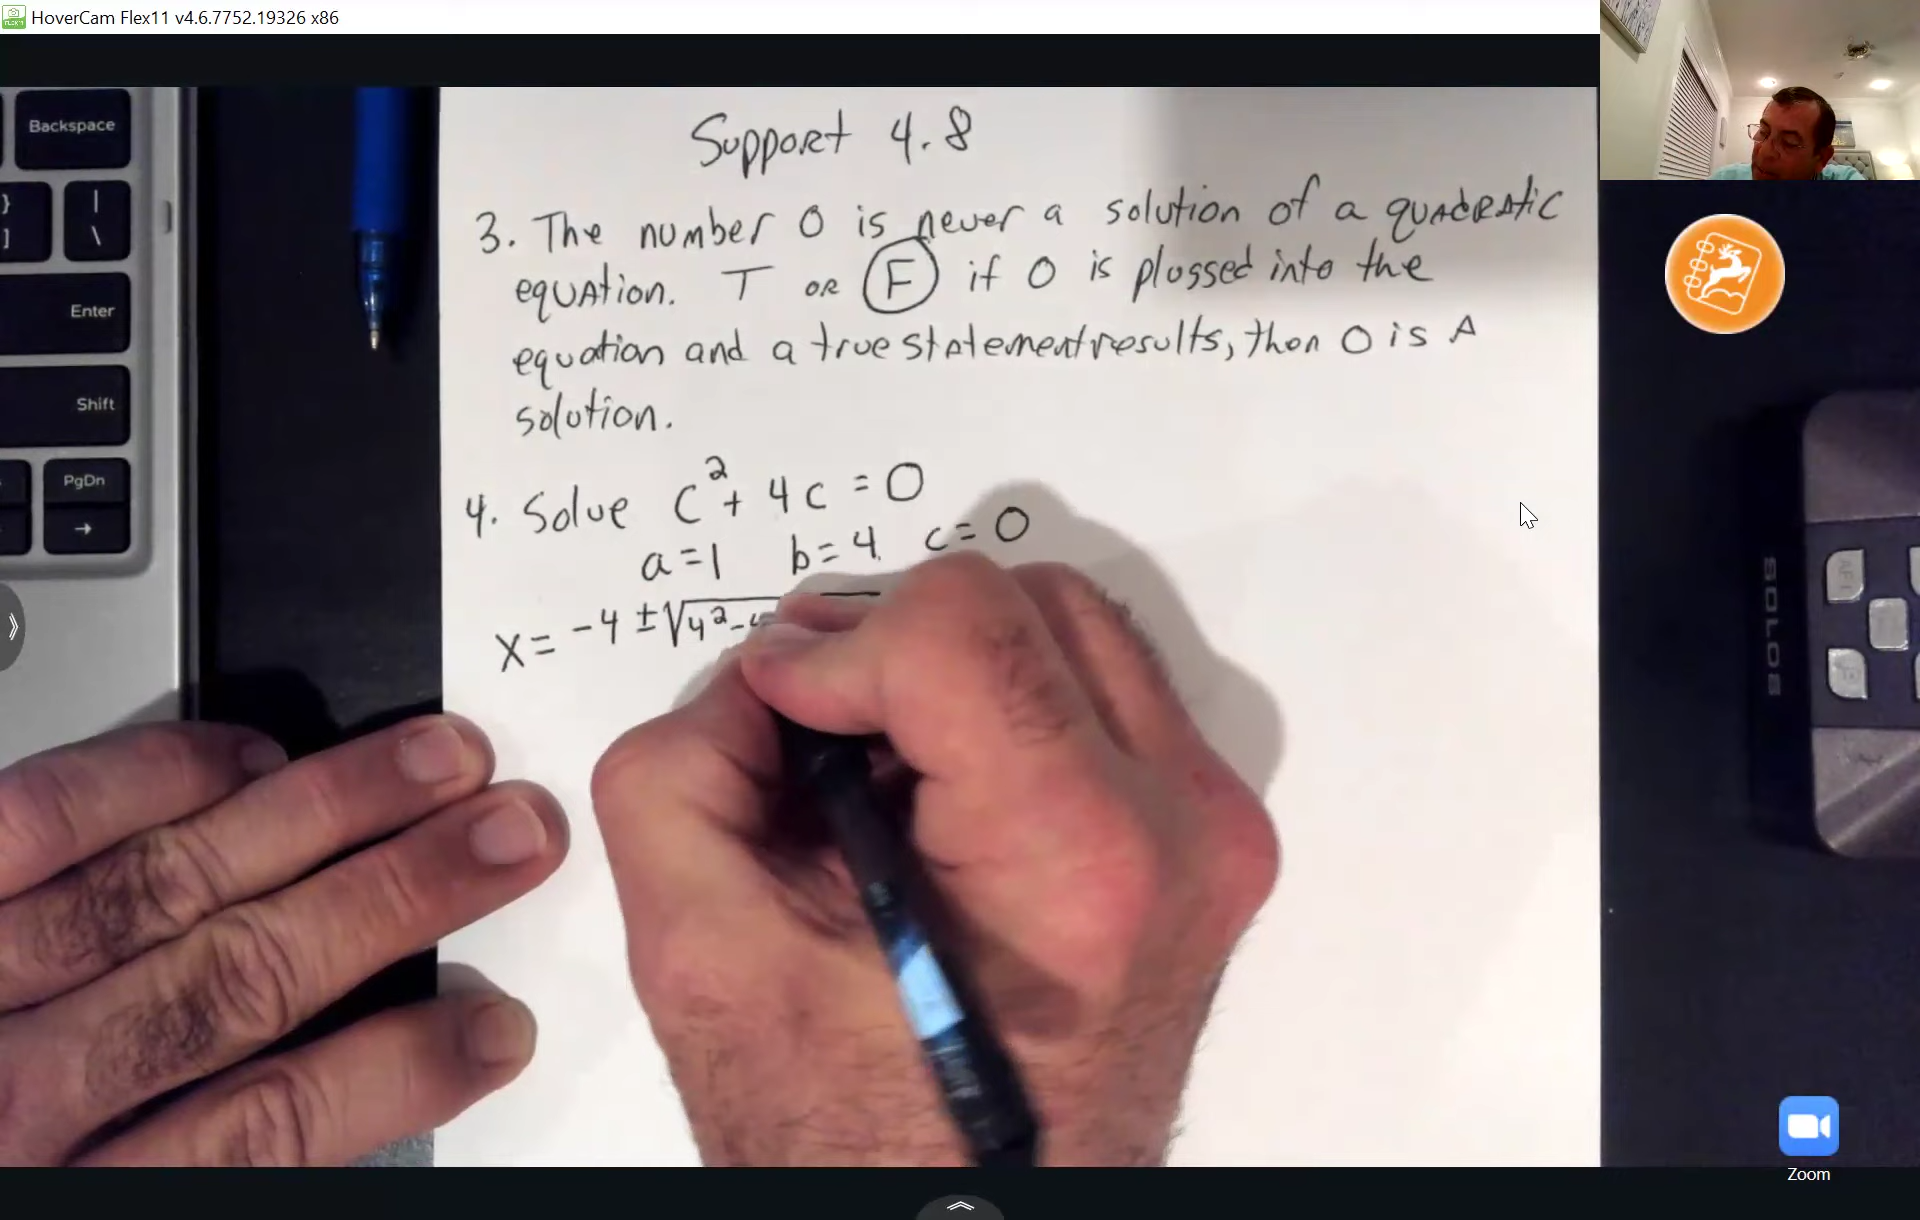 HoverCam Flex11 v4.6.7752.19326 x86
Backspace
}
]
|
\
Enter
Shift
PgDn
→
Support 4.8
3. The number 0 is never a solution of a quadratic
equation. T or F if 0 is plugged into the
equation and a true statement results, then 0 is A
solution.
4. Solve c² + 4c = 0
a = 1 b = 4 c = 0
x = -4 ± √4² -
SOLOS
Zoom